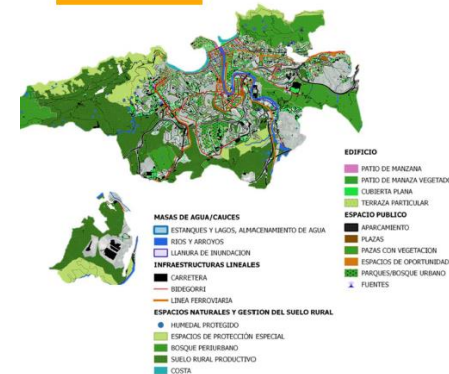 EDIFICIO
PATIO DE MANZANA
PATIO DE MANAZA VEGETADO
CUBIERTA PLANA
TERRAZA PARTICULAR
ESPACIO PUBLICO
APARCAMIENTO
PLAZAS
PAZAS CON VEGETACION
ESPACIOS DE OPORTUNIDAD
PARQUES/BOSQUE URBANO
FUENTES
MASAS DE AGUA/CAUCES
ESTANQUES Y LAGOS, ALMACENAMIENTO DE AGUA
RIOS Y ARROYOS
LLANURA DE INUNDACION
INFRAESTRUCTURAS LINEALES
CARRETERA
BIDEGORRI
LINEA FERROVIARIA
ESPACIOS NATURALES Y GESTION DEL SUELO RURAL
HUMEDAL PROTEGIDO
ESPACIOS DE PROTECCIÓN ESPECIAL
BOSQUE PERIURBANO
SUELO RURAL PRODUCTIVO
COSTA